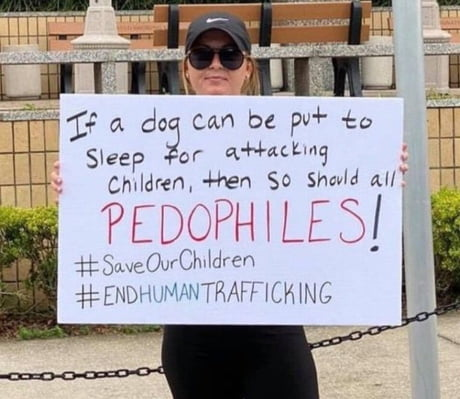 If a dog can be put to
Sleep for attacking
Children, then So Should all
PEDOPHILES!
#SaveOurChildren
#ENDHUMANTRAFFICKING